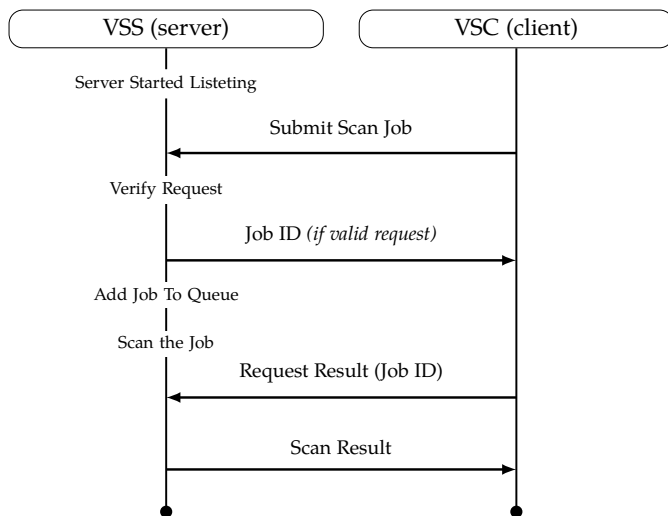 VSS (server)
VSC (client)
Server Started Listeting
Submit Scan Job
Verify Request
Job ID (if valid request)
Add Job To Queue
Scan the Job
Request Result (Job ID)
Scan Result